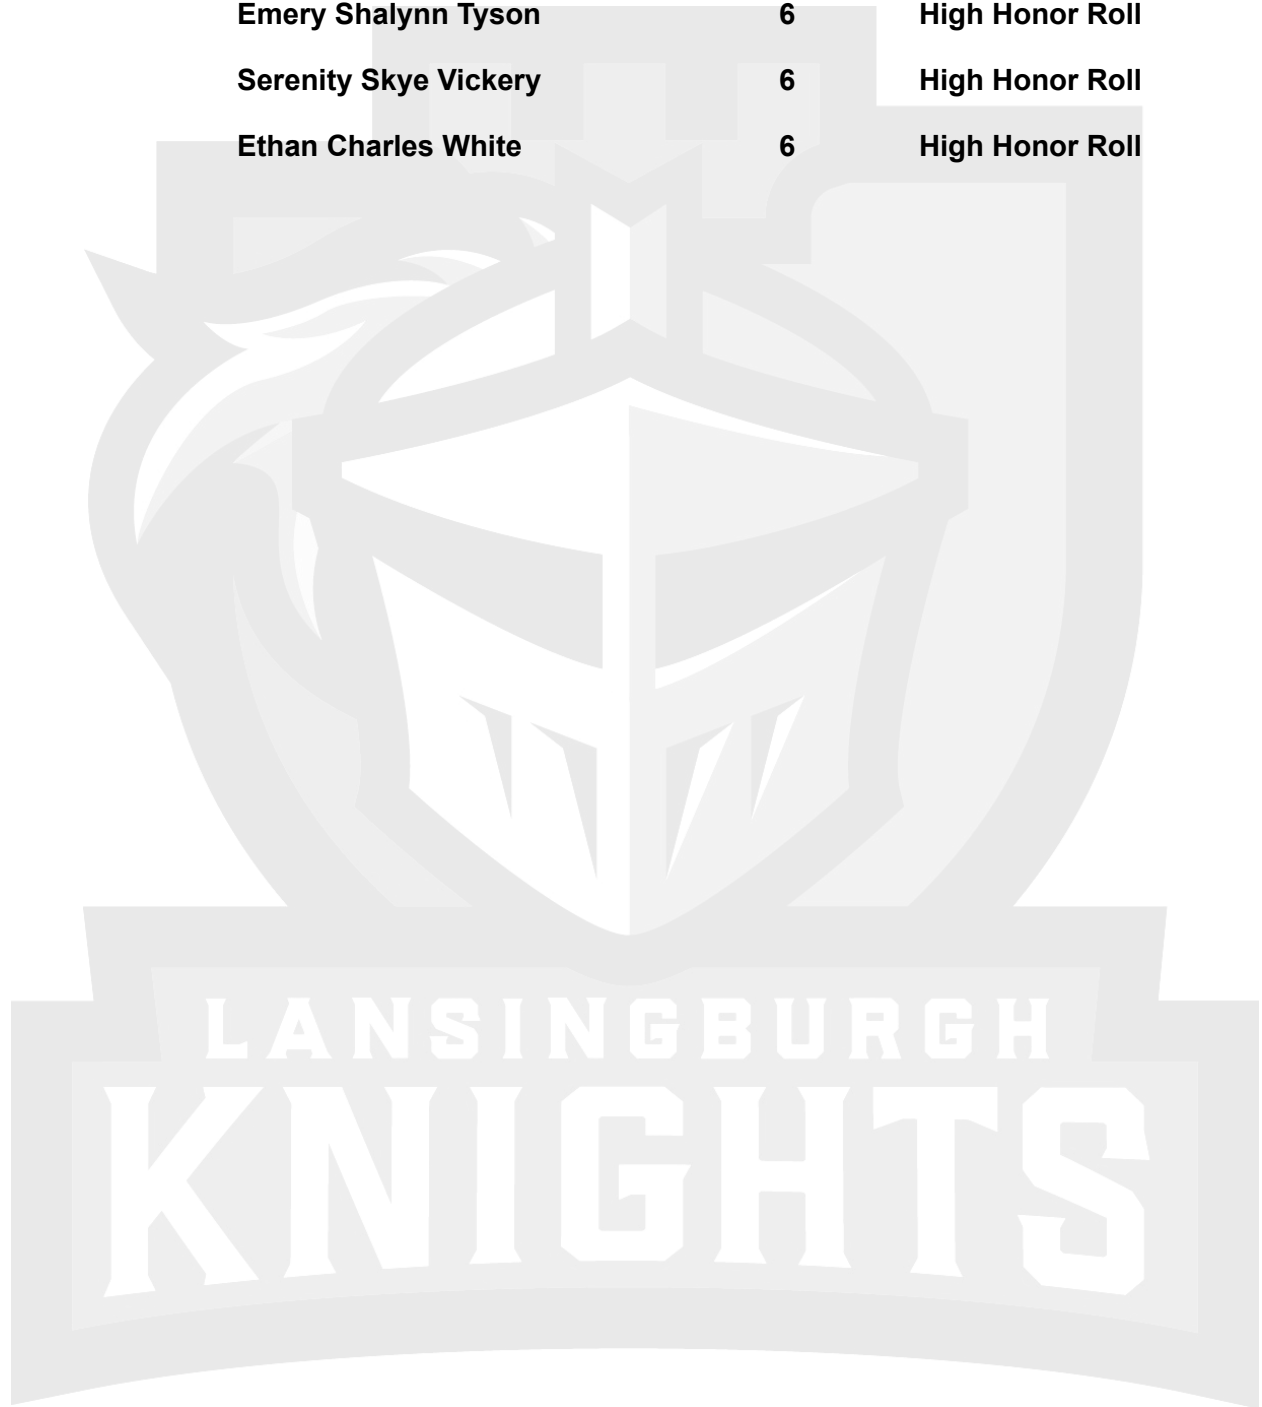 Emery Shalynn Tyson 6 High Honor Roll
Serenity Skye Vickery 6 High Honor Roll
Ethan Charles White 6 High Honor Roll
LANSINGBURGH
KNIGHTS